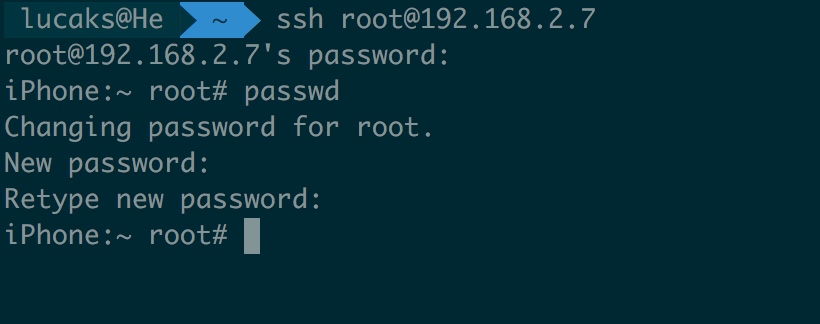 lucaks@He ~ ssh root@192.168.2.7
root@192.168.2.7's password:
iPhone:~ root# passwd
Changing password for root.
New password:
Retype new password:
iPhone:~ root#